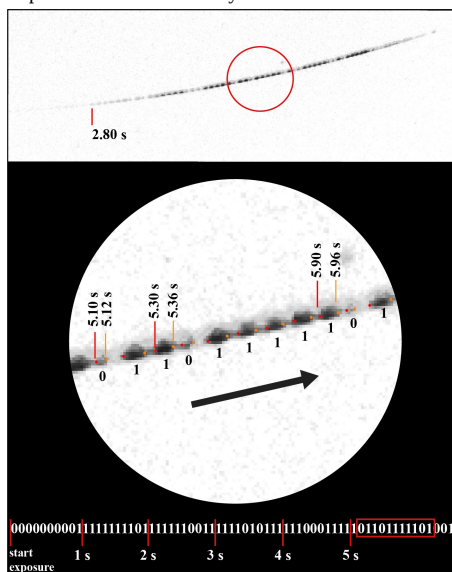 2.80 s
5.10 s
5.12 s
5.30 s
5.36 s
5.90 s
5.96 s
0 1 1 0 1 1 1 1 1 0 1
1 s 2 s 3 s 4 s 5 s
start
exposure